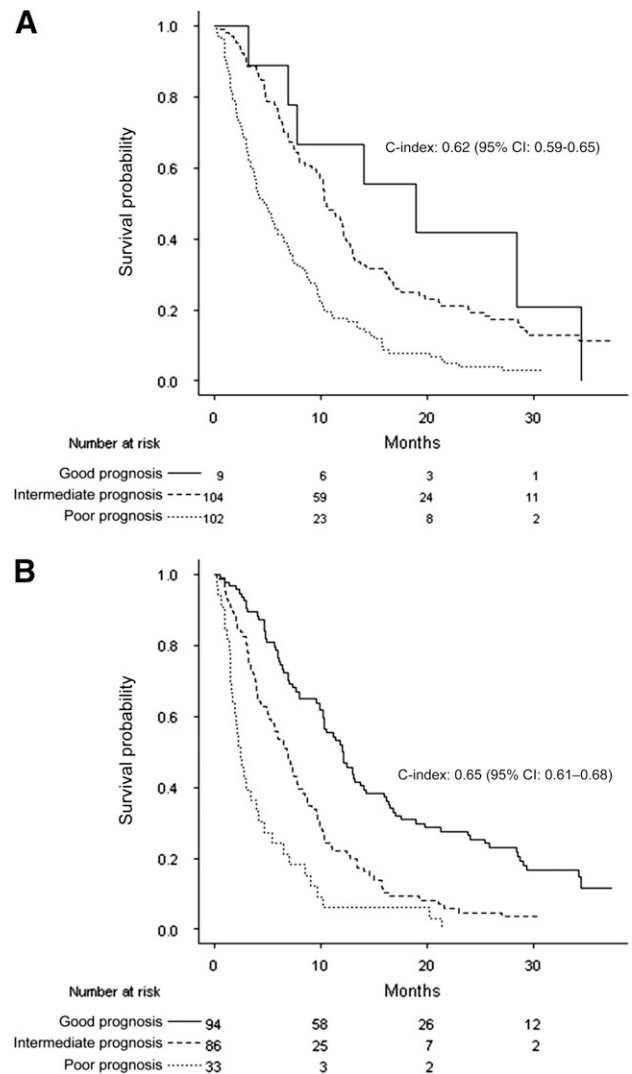 A
1.0
0.8
0.6
0.4
0.2
0.0
Survival probability
C-index: 0.62 (95% CI: 0.59-0.65)
0 10 20 30
Number at risk Months
Good prognosis 9 6 3 1
Intermediate prognosis 104 59 24 11
Poor prognosis 102 23 8 2
B
1.0
0.8
0.6
0.4
0.2
0.0
Survival probability
C-index: 0.65 (95% CI: 0.61–0.68)
0 10 20 30
Number at risk Months
Good prognosis 94 58 26 12
Intermediate prognosis 86 25 7 2
Poor prognosis 33 3 2